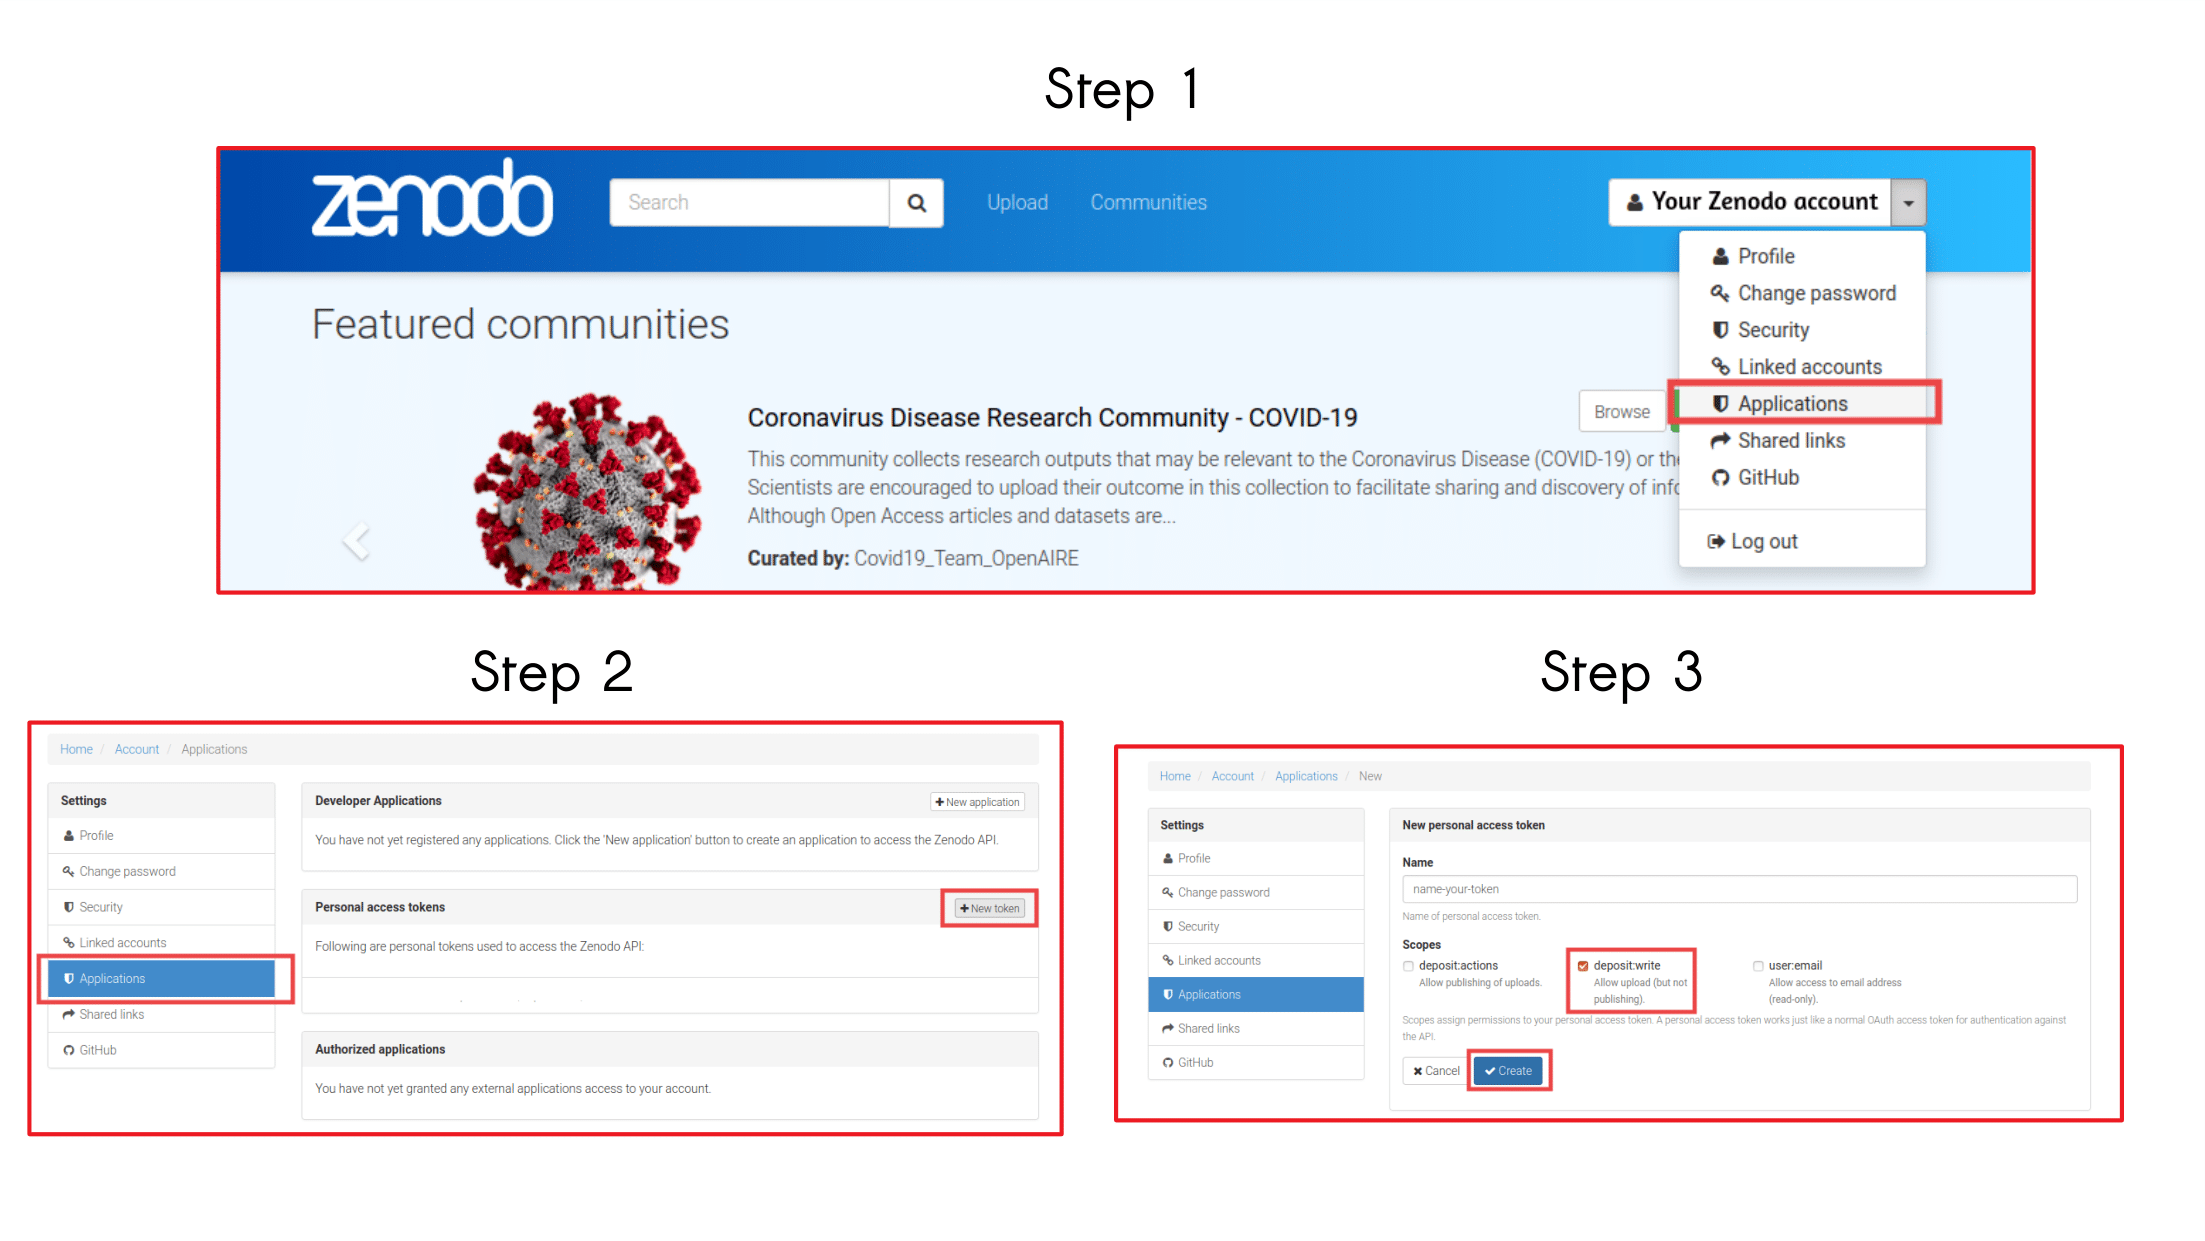 Step 1
zenodo
Search
Upload
Communities
Your Zenodo account
Profile
Change password
Security
Linked accounts
Applications
Shared links
GitHub
Log out
Featured communities
Coronavirus Disease Research Community - COVID-19
Browse
This community collects research outputs that may be relevant to the Coronavirus Disease (COVID-19) or
Scientists are encouraged to upload their outcome in this collection to facilitate sharing and discovery of
Although Open Access articles and datasets are...
Curated by: Covid19_Team_OpenAIRE
Step 2
Home / Account / Applications
Settings
Profile
Change password
Security
Linked accounts
Applications
Shared links
GitHub
Developer Applications
New application
You have not yet registered any applications. Click the 'New application' button to create an application to access the Zenodo API.
Personal access tokens
New token
Following are personal tokens used to access the Zenodo API:
Authorized applications
You have not yet granted any external applications access to your account.
Step 3
Home / Account / Applications / New
Settings
Profile
Change password
Security
Linked accounts
Applications
Shared links
GitHub
New personal access token
Name
name-your-token
Name of personal access token.
Scopes
deposit:actions
Allow publishing of uploads.
deposit:write
Allow upload (but not
publishing).
user:email
Allow access to email address
(read-only).
Scopes assign permissions to your personal access token. A personal access token works just like a normal OAuth access token for authentication against
the API.
Cancel
Create